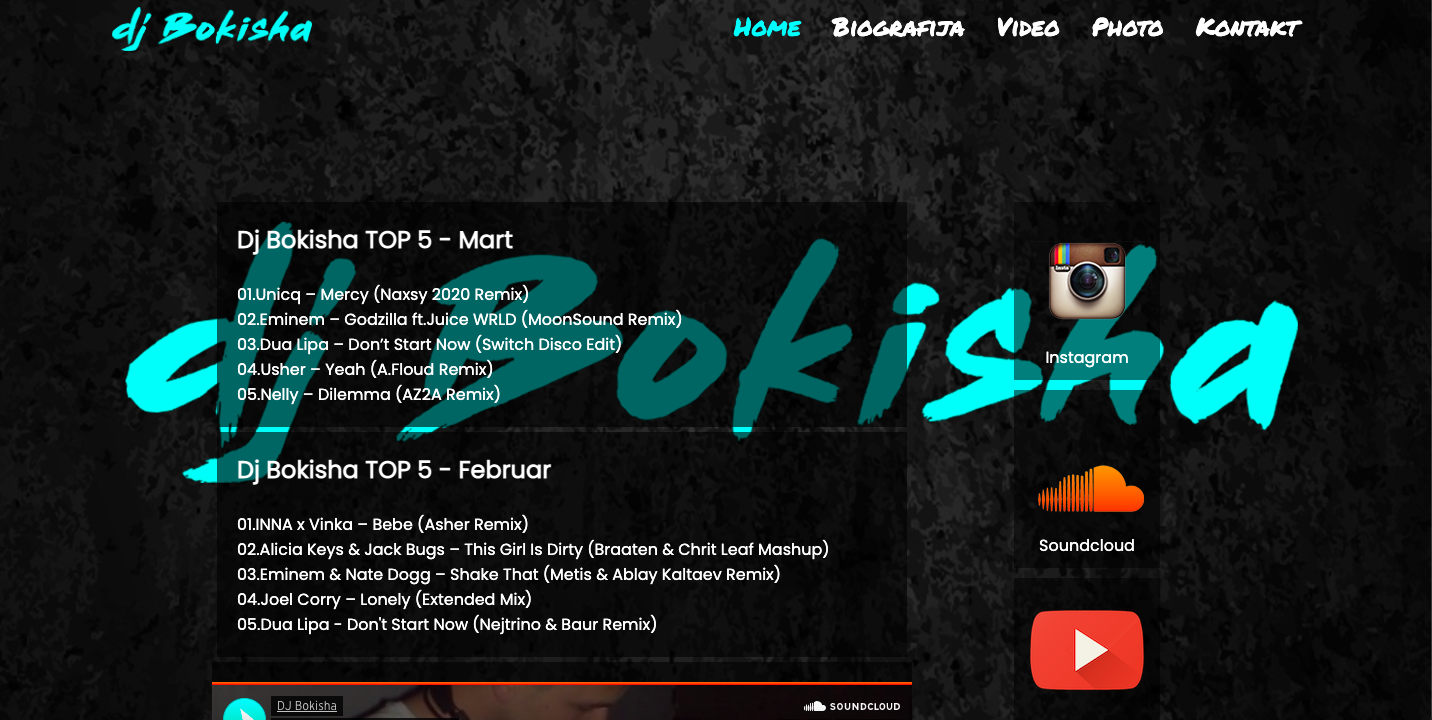 dj Bokisha
Home Biografija Video Photo Kontakt
dj Bokisha
Dj Bokisha TOP 5 - Mart
01.Unicq – Mercy (Naxsy 2020 Remix)
02.Eminem – Godzilla ft.Juice WRLD (MoonSound Remix)
03.Dua Lipa – Don’t Start Now (Switch Disco Edit)
04.Usher – Yeah (A.Floud Remix)
05.Nelly – Dilemma (AZ2A Remix)
Dj Bokisha TOP 5 - Februar
01.INNA x Vinka – Bebe (Asher Remix)
02.Alicia Keys & Jack Bugs – This Girl Is Dirty (Braaten & Chrit Leaf Mashup)
03.Eminem & Nate Dogg – Shake That (Metis & Ablay Kaltaev Remix)
04.Joel Corry – Lonely (Extended Mix)
05.Dua Lipa - Don't Start Now (Nejtrino & Baur Remix)
DJ Bokisha
SOUNDCLOUD
Instagram
Soundcloud